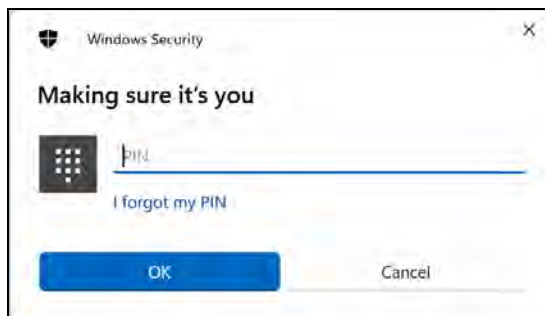 Windows Security
Making sure it's you
PIN
I forgot my PIN
OK
Cancel